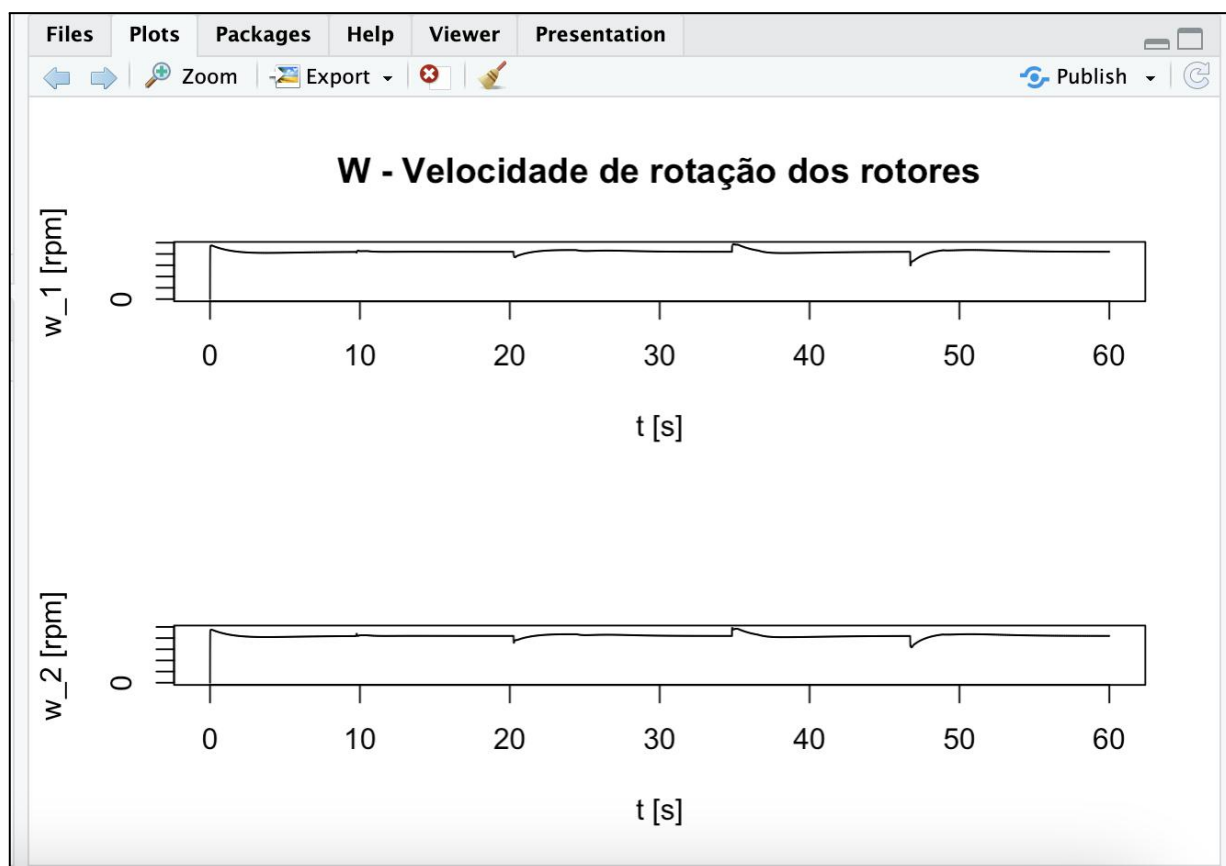 Files Plots Packages Help Viewer Presentation
Zoom Export Publish
W - Velocidade de rotação dos rotores
w_1 [rpm]
0
0 10 20 30 40 50 60
t [s]
w_2 [rpm]
0
0 10 20 30 40 50 60
t [s]